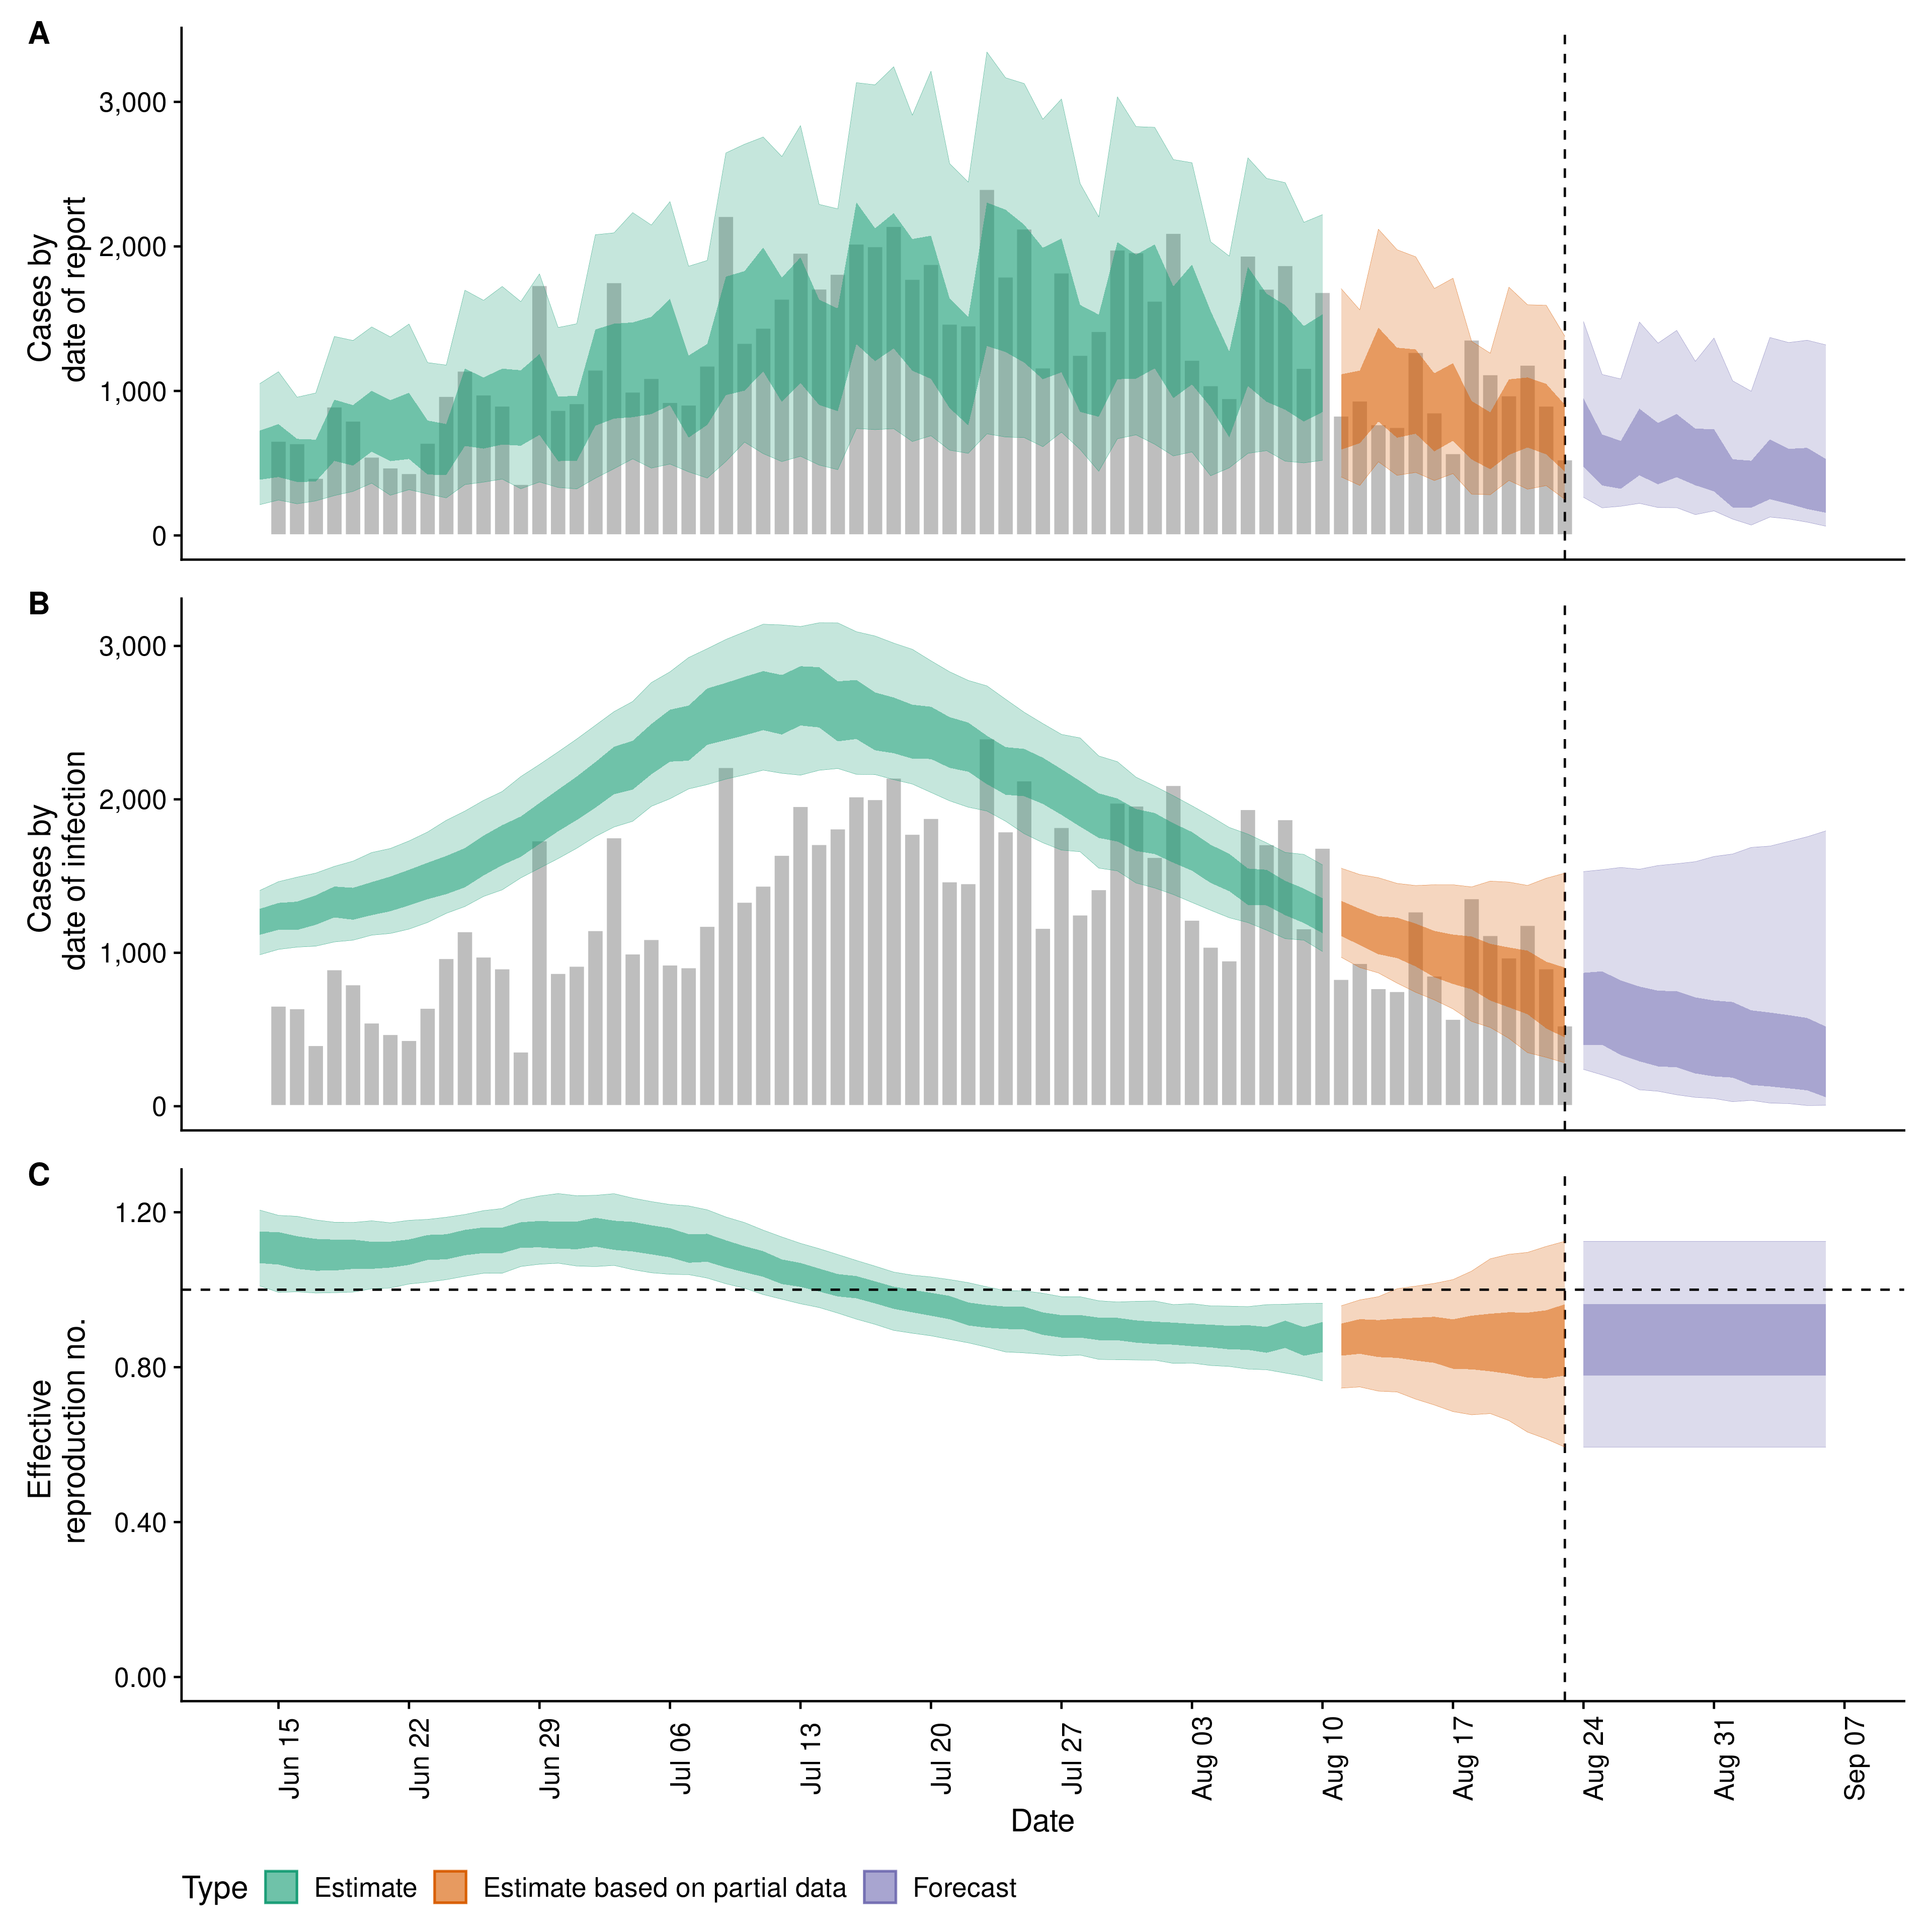 A
Cases by
date of report
3,000
2,000
1,000
0
B
Cases by
date of infection
3,000
2,000
1,000
0
C
Effective
reproduction no.
1.20
0.80
0.40
0.00
Jun 15
Jun 22
Jun 29
Jul 06
Jul 13
Jul 20
Jul 27
Aug 03
Aug 10
Aug 17
Aug 24
Aug 31
Sep 07
Date
Type Estimate Estimate based on partial data Forecast